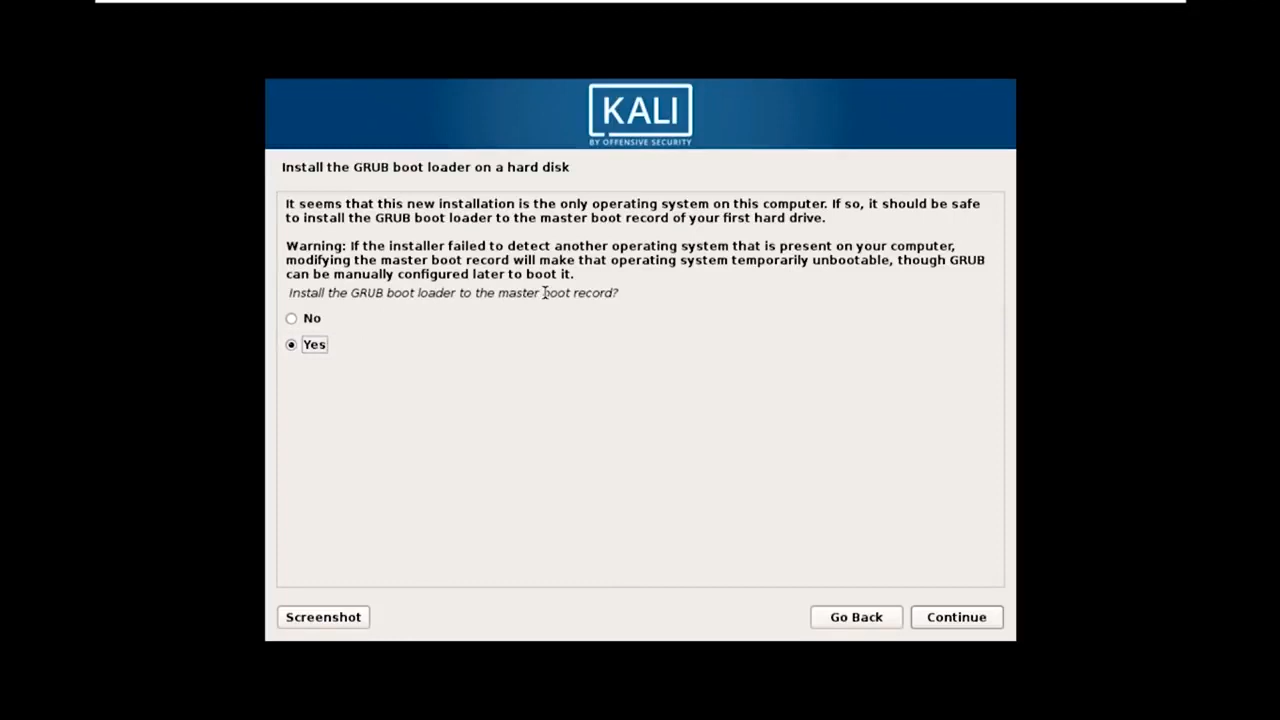 KALI
BY OFFENSIVE SECURITY
Install the GRUB boot loader on a hard disk
It seems that this new installation is the only operating system on this computer. If so, it should be safe
to install the GRUB boot loader to the master boot record of your first hard drive.
Warning: If the installer failed to detect another operating system that is present on your computer,
modifying the master boot record will make that operating system temporarily unbootable, though GRUB
can be manually configured later to boot it.
Install the GRUB boot loader to the master boot record?
No
Yes
Screenshot
Go Back
Continue